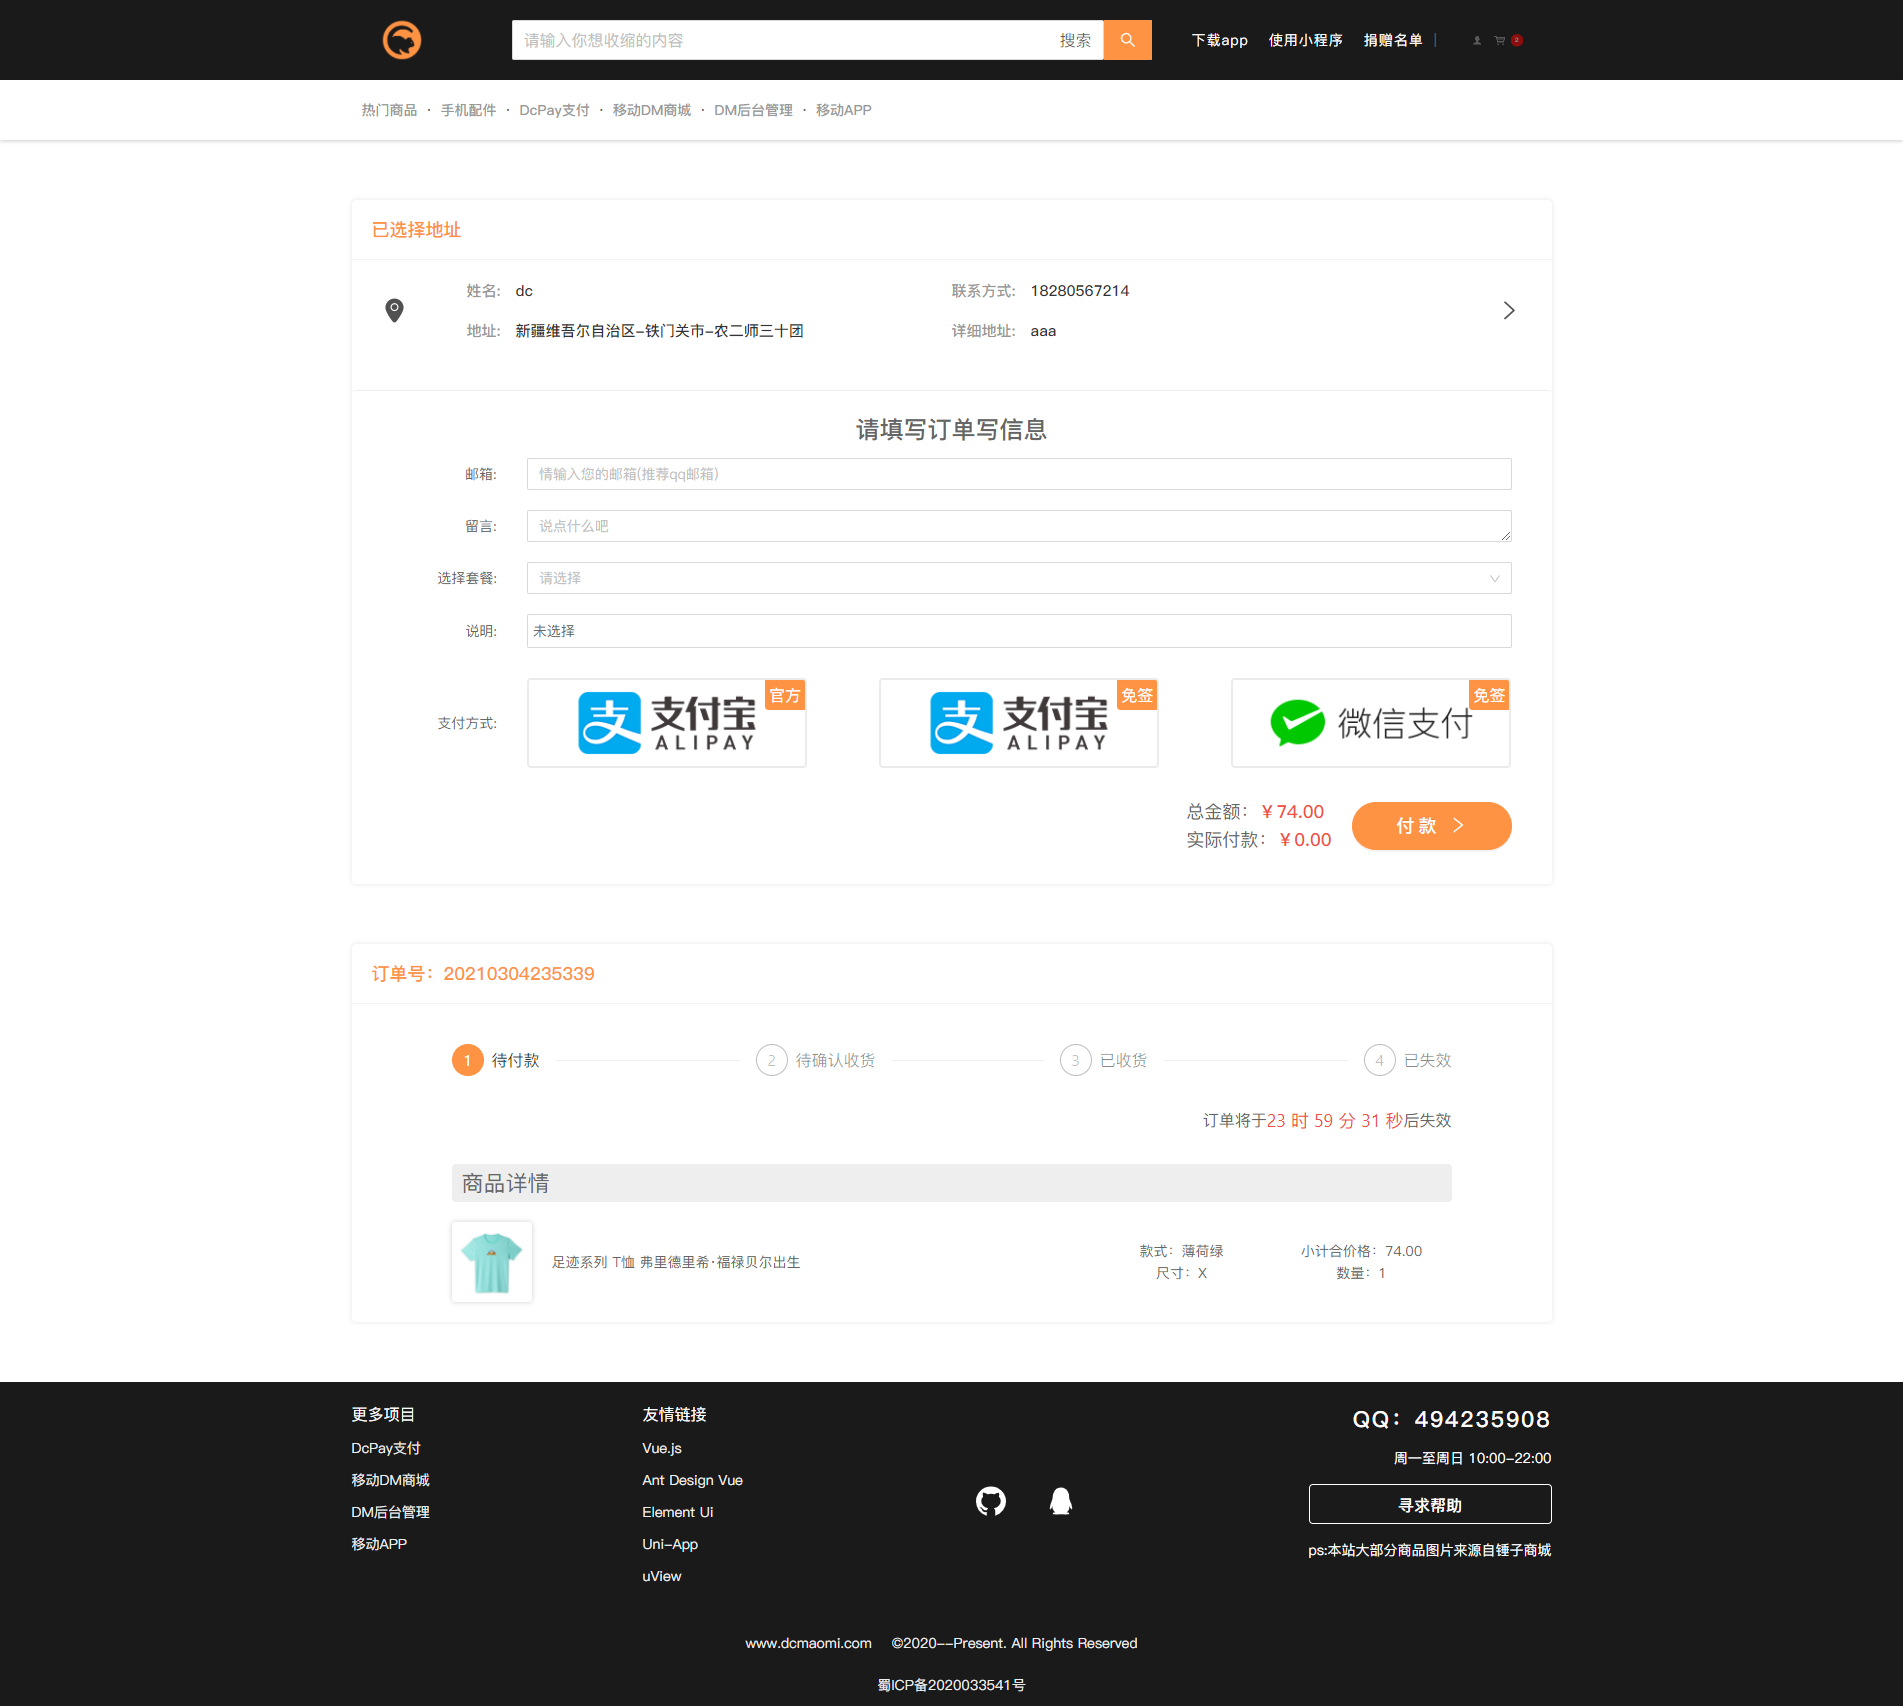 请输入你想收缩的内容 搜索 下载app 使用小程序 捐赠名单 | 2
热门商品 · 手机配件 · DcPay支付 · 移动DM商城 · DM后台管理 · 移动APP
已选择地址
姓名: dc 联系方式: 18280567214
地址: 新疆维吾尔自治区-铁门关市-农二师三十团 详细地址: aaa
请填写订单写信息
邮箱: 情输入您的邮箱(推荐qq邮箱)
留言: 说点什么吧
选择套餐: 请选择
说明: 未选择
支付方式: 支 支付宝 ALIPAY 官方 支 支付宝 ALIPAY 免签 微信支付 免签
总金额: ￥74.00
实际付款: ￥0.00
付 款
订单号: 20210304235339
1 待付款 2 待确认收货 3 已收货 4 已失效
订单将于23 时 59 分 31 秒后失效
商品详情
足迹系列 T恤 弗里德里希·福禄贝尔出生
款式: 薄荷绿 小计合价格: 74.00
尺寸: X 数量: 1
更多项目
DcPay支付
移动DM商城
DM后台管理
移动APP
友情链接
Vue.js
Ant Design Vue
Element Ui
Uni-App
uView
QQ: 494235908
周一至周日 10:00-22:00
寻求帮助
ps:本站大部分商品图片来源自锤子商城
www.dcmaomi.com ©2020--Present. All Rights Reserved
蜀ICP备2020033541号